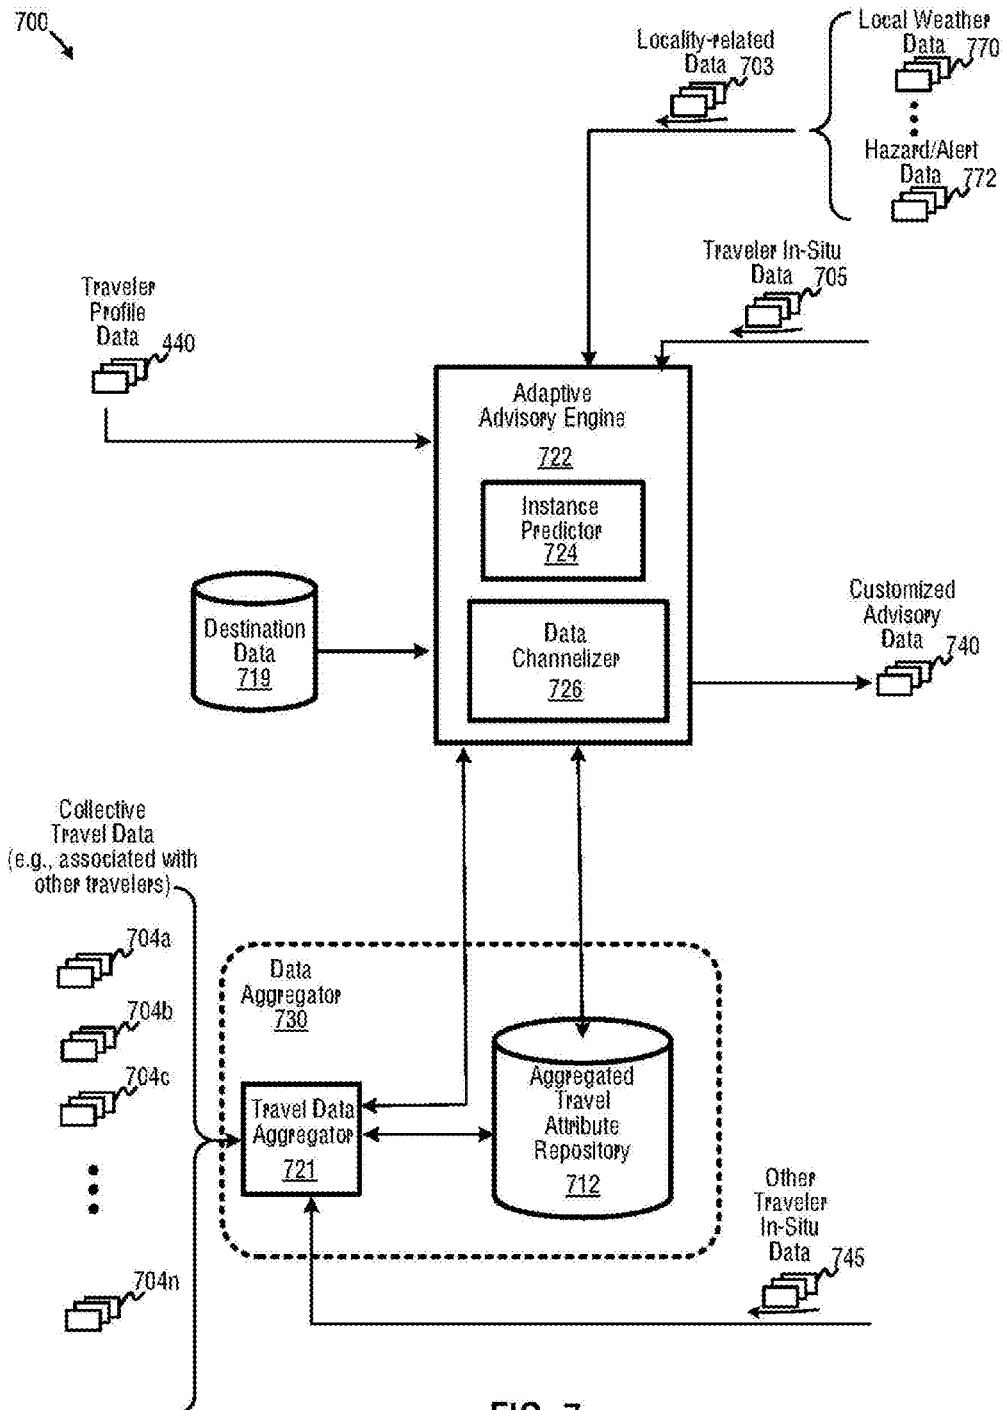 700
Locality-related
Data
703
Local Weather
Data
770
Hazard/Alert
Data
772
Traveler In-Situ
Data
705
Traveler
Profile
Data
440
Adaptive
Advisory Engine
722
Instance
Predictor
724
Destination
Data
719
Data
Channelizer
726
Customized
Advisory
Data
740
Collective
Travel Data
(e.g., associated with
other travelers)
704a
704b
704c
704n
Data
Aggregator
730
Travel Data
Aggregator
721
Aggregated
Travel
Attribute
Repository
712
Other
Traveler
In-Situ
Data
745
FIG. 7